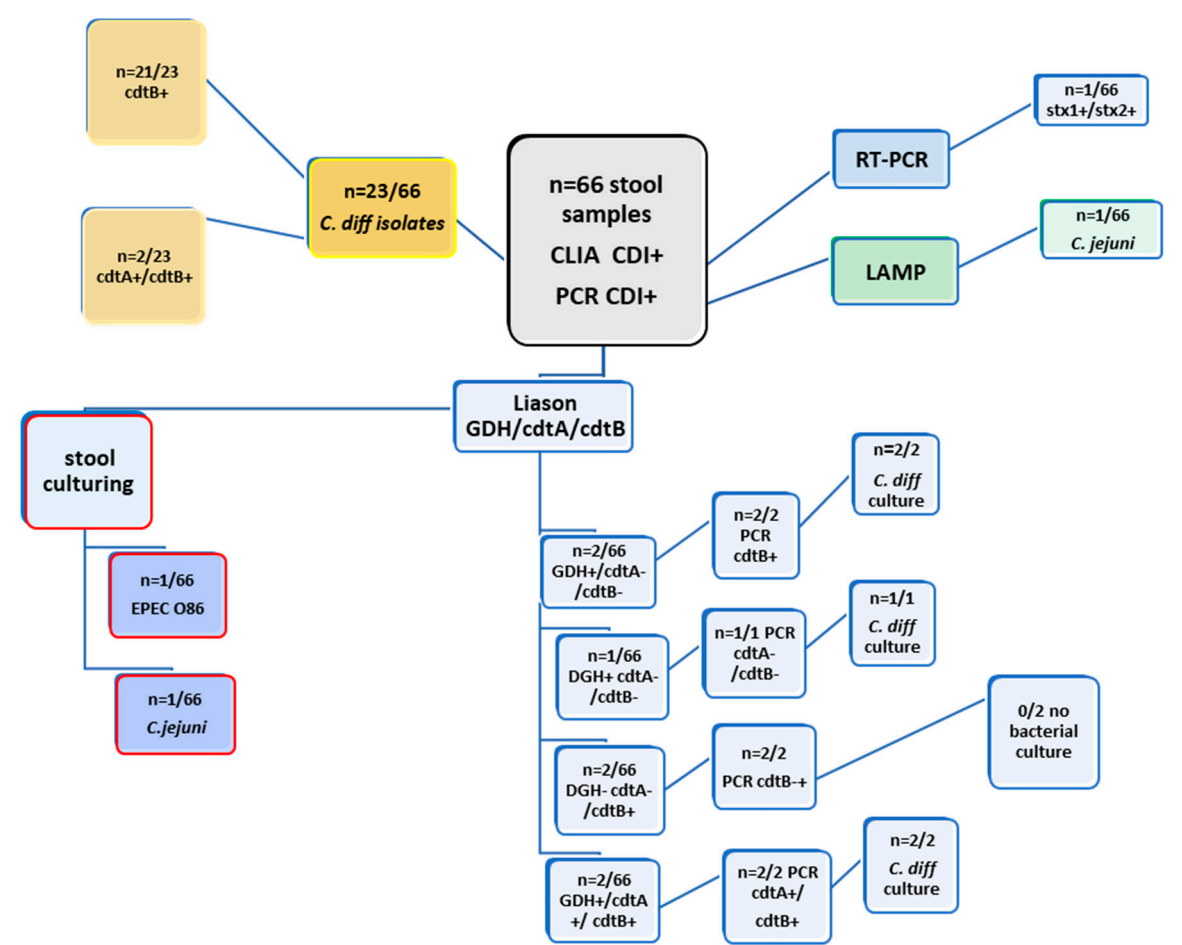 n=21/23
cdtB+
n=2/23
cdtA+/cdtB+
n=23/66
C. diff isolates
n=66 stool
samples
CLIA CDI+
PCR CDI+
RT-PCR
n=1/66
stx1+/stx2+
LAMP
n=1/66
C. jejuni
Liason
GDH/cdtA/cdtB
stool
culturing
n=1/66
EPEC O86
n=1/66
C.jejuni
n=2/66
GDH+/cdtA-
/cdtB-
n=2/2
PCR
cdtB+
n=2/2
C. diff
culture
n=1/66
DGH+ cdtA-
/cdtB-
n=1/1 PCR
cdtA-
/cdtB-
n=1/1
C. diff
culture
n=2/66
DGH- cdtA-
/cdtB+
n=2/2
PCR cdtB-+
0/2 no
bacterial
culture
n=2/66
GDH+/cdtA
+/ cdtB+
n=2/2 PCR
cdtA+/
cdtB+
n=2/2
C. diff
culture